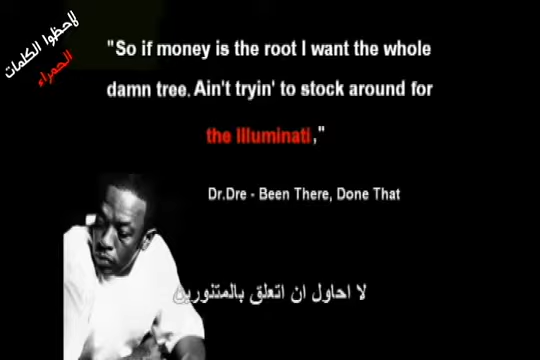 لاحظوا الكلمات
الحمراء
"So if money is the root I want the whole
damn tree. Ain't tryin' to stock around for
the Illuminati,"
Dr.Dre - Been There, Done That
لا احاول ان اتعلق بالمتنورين